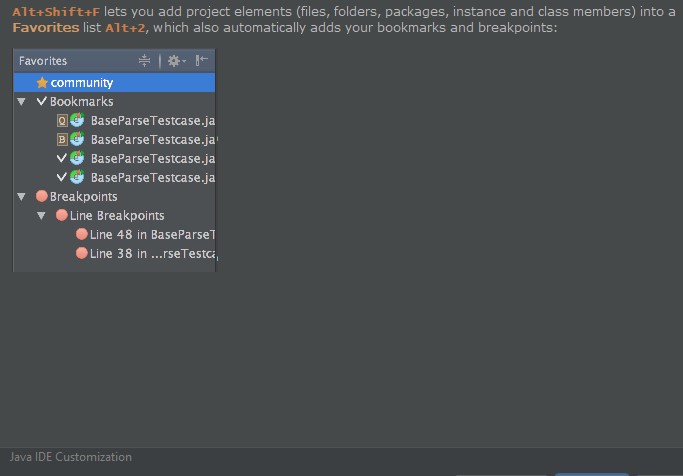 Alt+Shift+F lets you add project elements (files, folders, packages, instance and class members) into a
Favorites list Alt+2, which also automatically adds your bookmarks and breakpoints:
Favorites
community
Bookmarks
Q BaseParseTestcase.ja
B BaseParseTestcase.ja
BaseParseTestcase.ja
BaseParseTestcase.ja
Breakpoints
Line Breakpoints
Line 48 in BaseParseT
Line 38 in ...rseTestca
Java IDE Customization